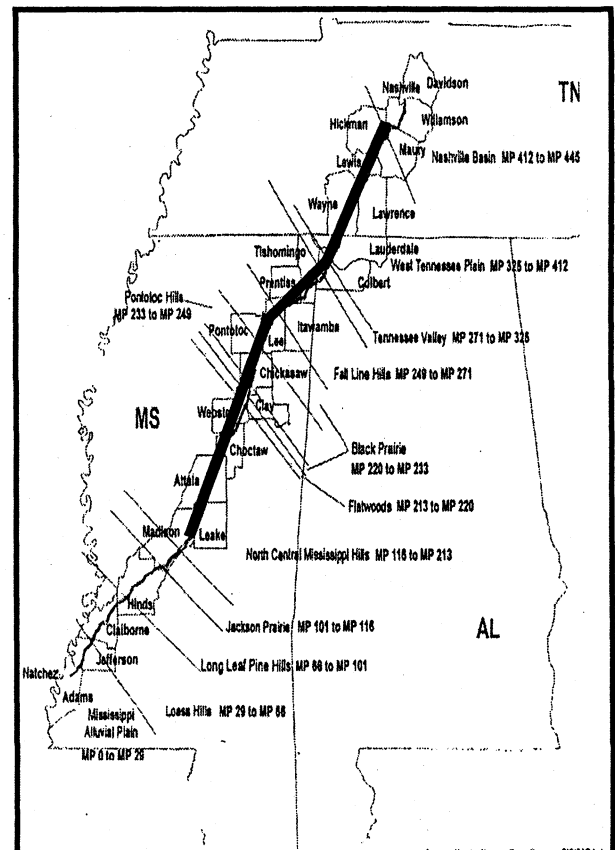 Nashville
Davidson
TN
Hickman
Williamson
Maury
Nashville Basin MP 412 to MP 445
Lewis
Wayne
Lawrence
Tishomingo
Lauderdale
West Tennessee Plain MP 325 to MP 412
Colbert
Prentiss
Pontotoc Hills
MP 233 to MP 249
Pontotoc
Itawamba
Lee
Tennessee Valley MP 271 to MP 325
Chickasaw
Fall Line Hills MP 249 to MP 271
MS
Clay
Choctaw
Black Prairie
MP 220 to MP 233
Attala
Flatwoods MP 213 to MP 220
Madison
Leake
North Central Mississippi Hills MP 116 to MP 213
Hinds
Jackson Prairie MP 101 to MP 116
AL
Claiborne
Jefferson
Long Leaf Pine Hills MP 66 to MP 101
Natchez
Adams
Loess Hills MP 29 to MP 66
Mississippi
Alluvial Plain
MP 0 to MP 29